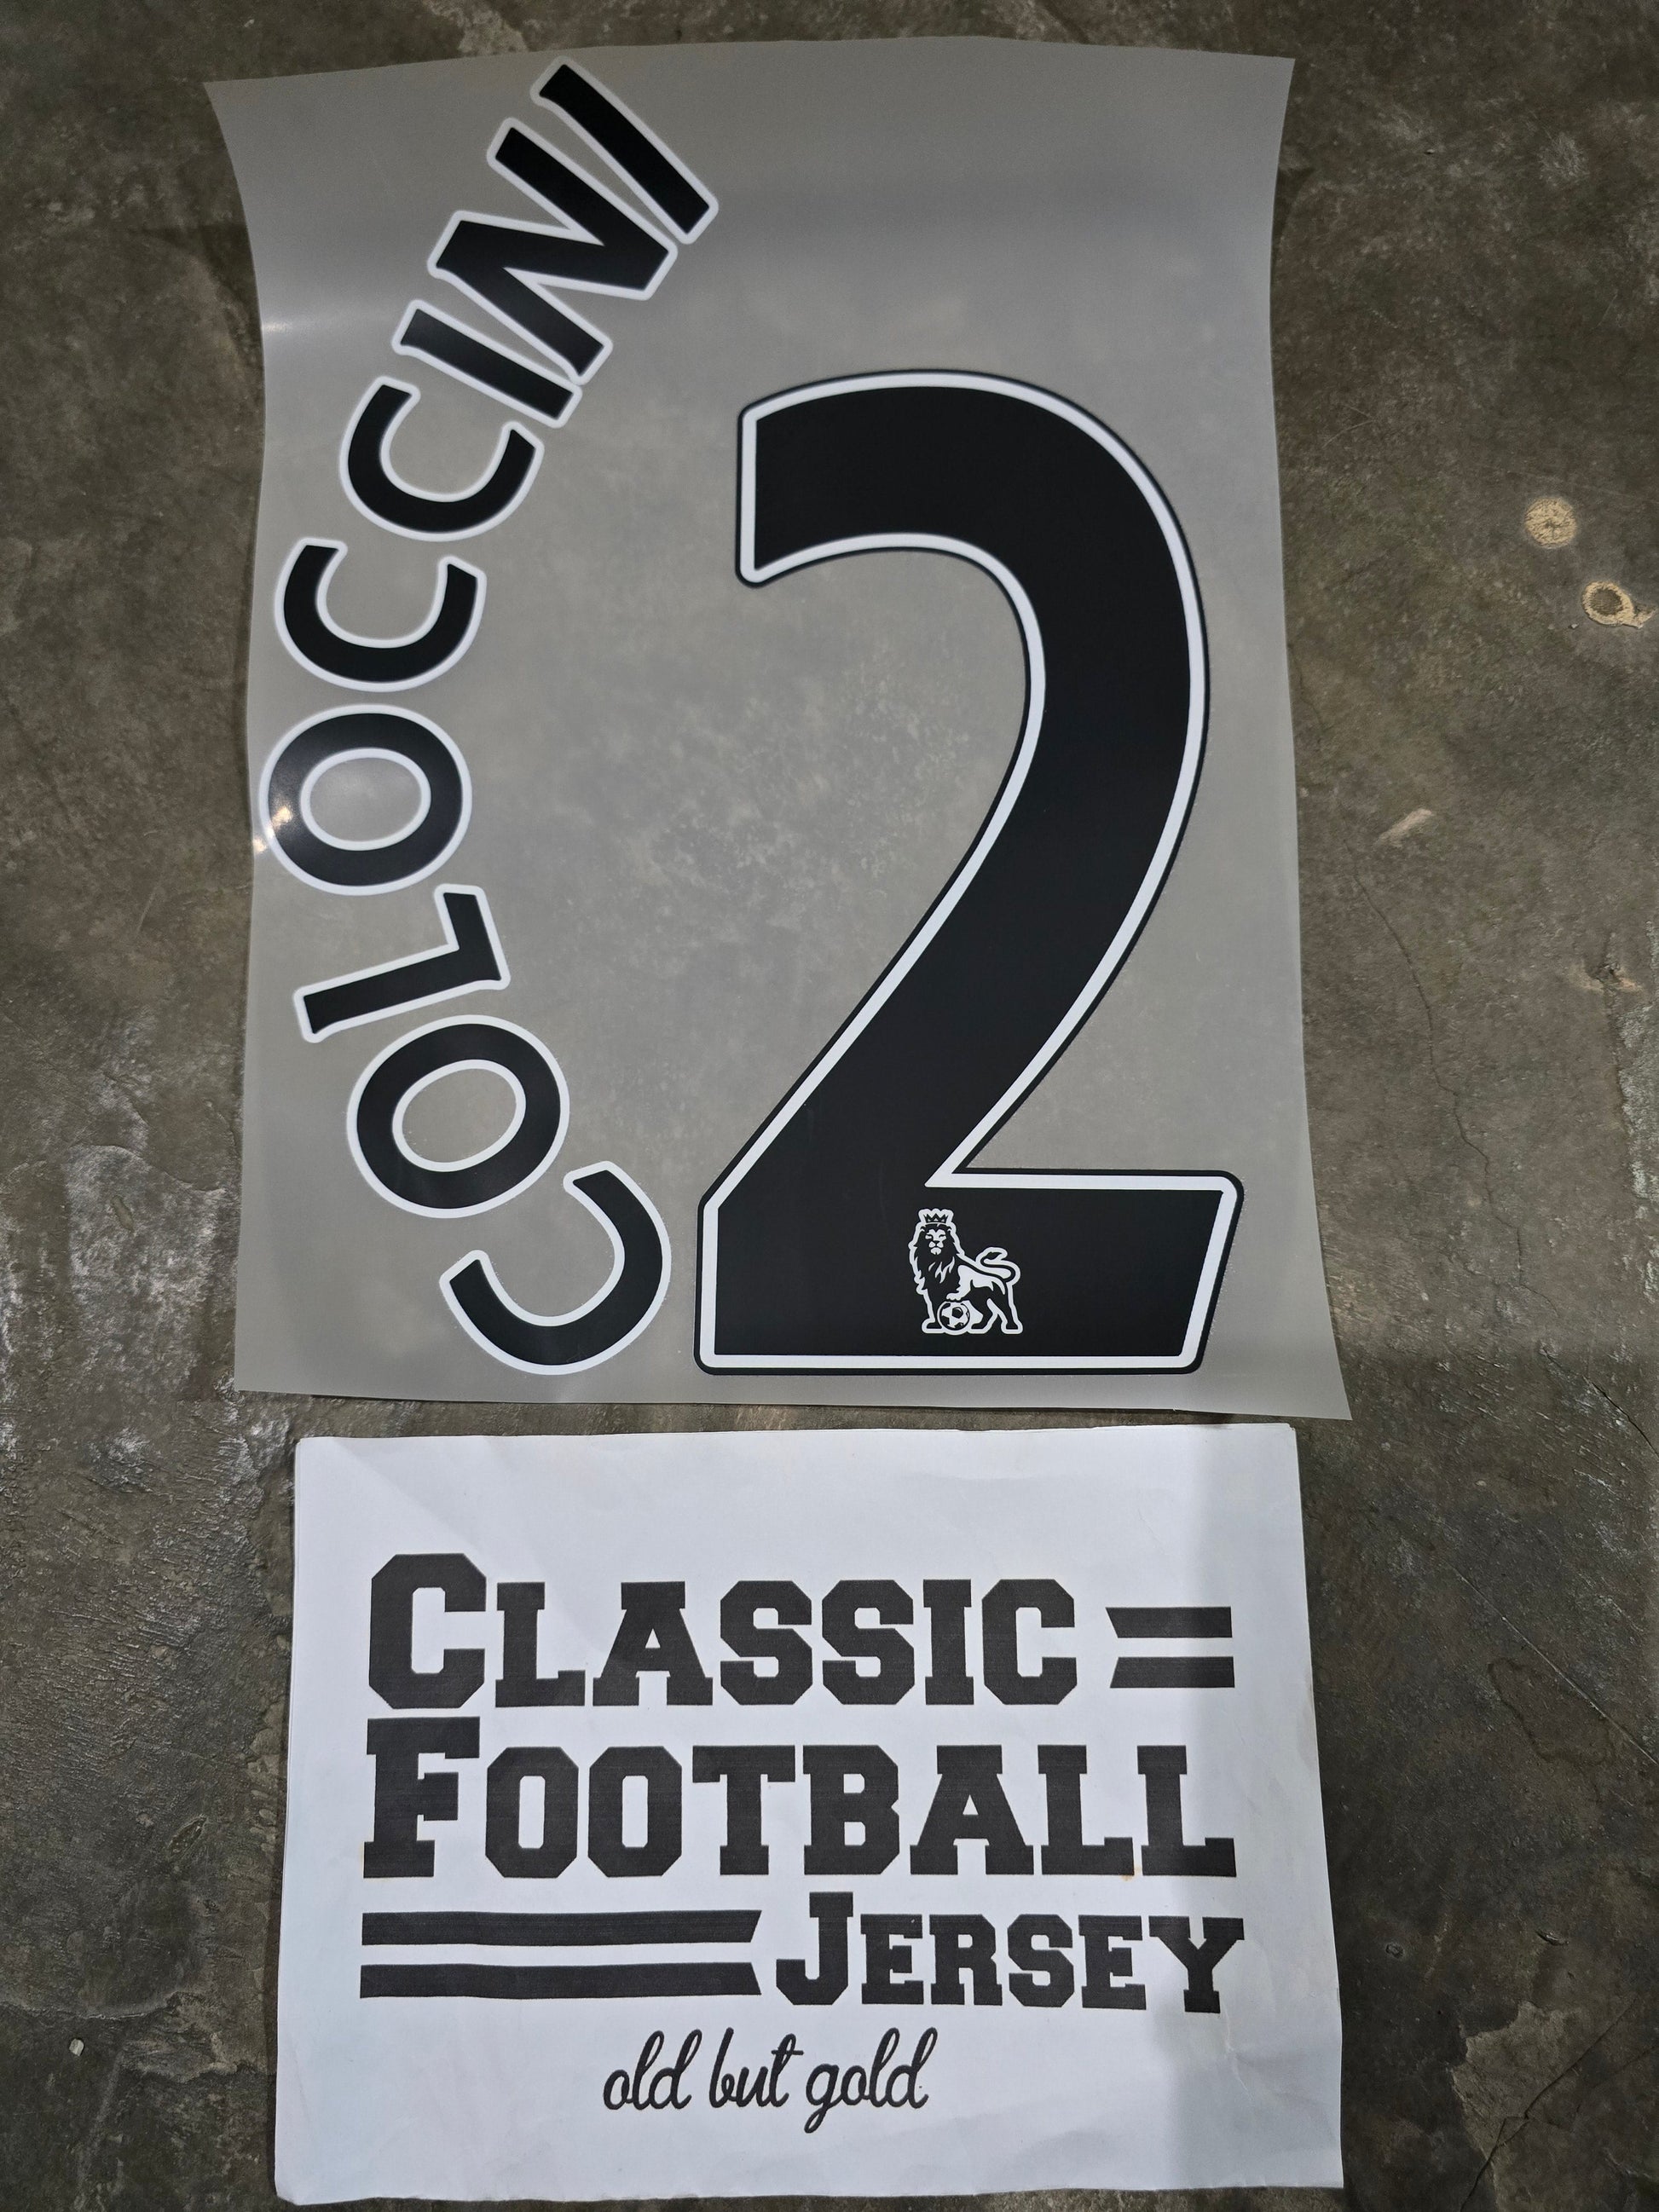 COLOCCINI
2
CLASSIC
FOOTBALL
JERSEY
old but gold